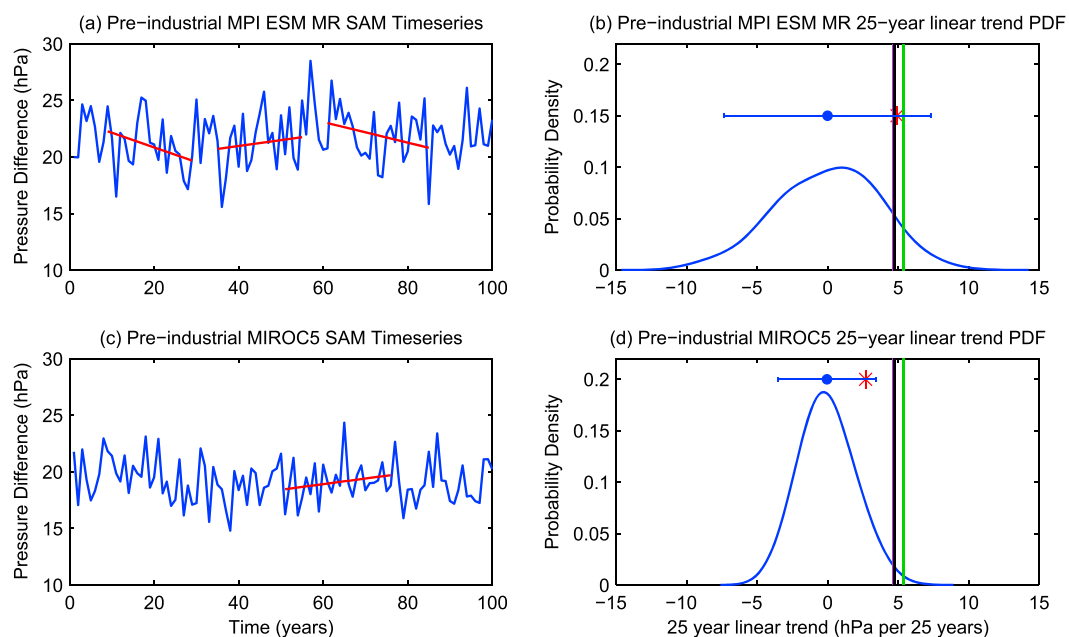 (a) Pre−industrial MPI ESM MR SAM Timeseries
(b) Pre−industrial MPI ESM MR 25−year linear trend PDF
Pressure Difference (hPa)
30
25
20
15
10
0 20 40 60 80 100
Probability Density
0.2
0.15
0.1
0.05
0
−15 −10 −5 0 5 10 15
(c) Pre−industrial MIROC5 SAM Timeseries
(d) Pre−industrial MIROC5 25−year linear trend PDF
Pressure Difference (hPa)
30
25
20
15
10
0 20 40 60 80 100
Time (years)
Probability Density
0.2
0.15
0.1
0.05
0
−15 −10 −5 0 5 10 15
25 year linear trend (hPa per 25 years)